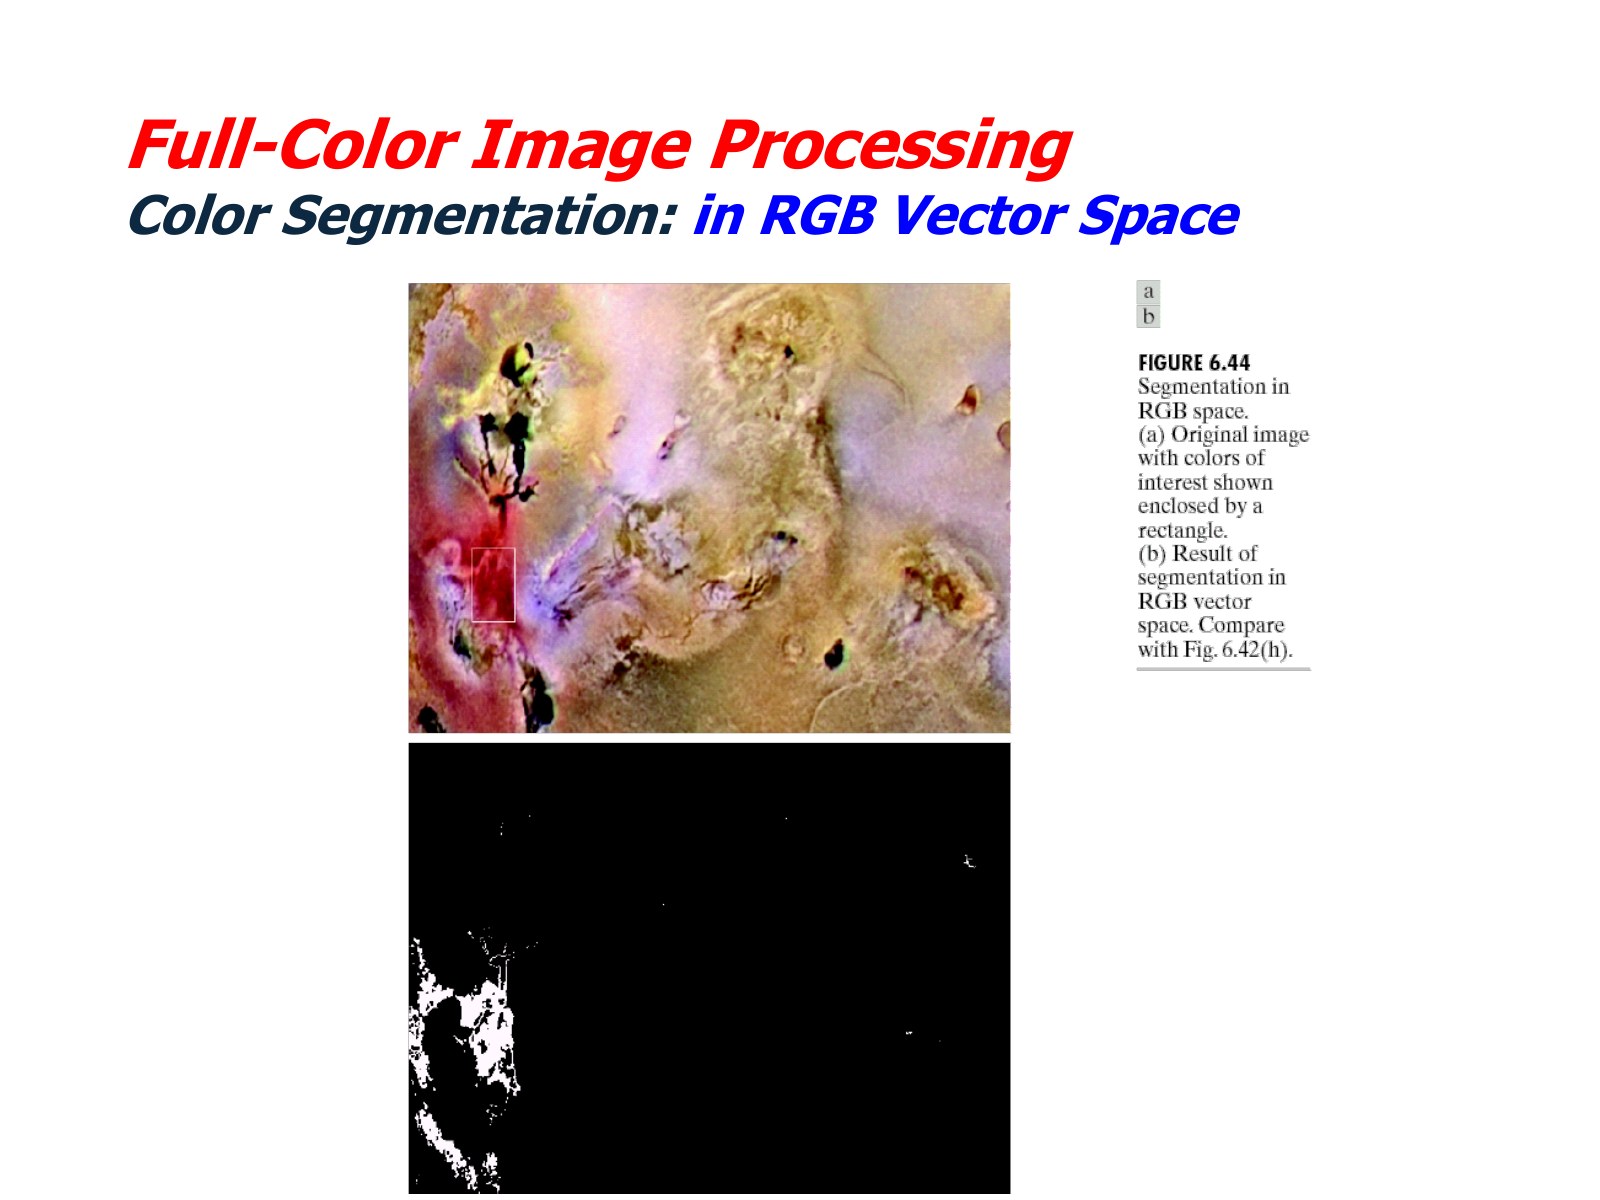 Full-Color Image Processing
Color Segmentation: in RGB Vector Space
a
b
FIGURE 6.44
Segmentation in
RGB space.
(a) Original image
with colors of
interest shown
enclosed by a
rectangle.
(b) Result of
segmentation in
RGB vector
space. Compare
with Fig. 6.42(h).